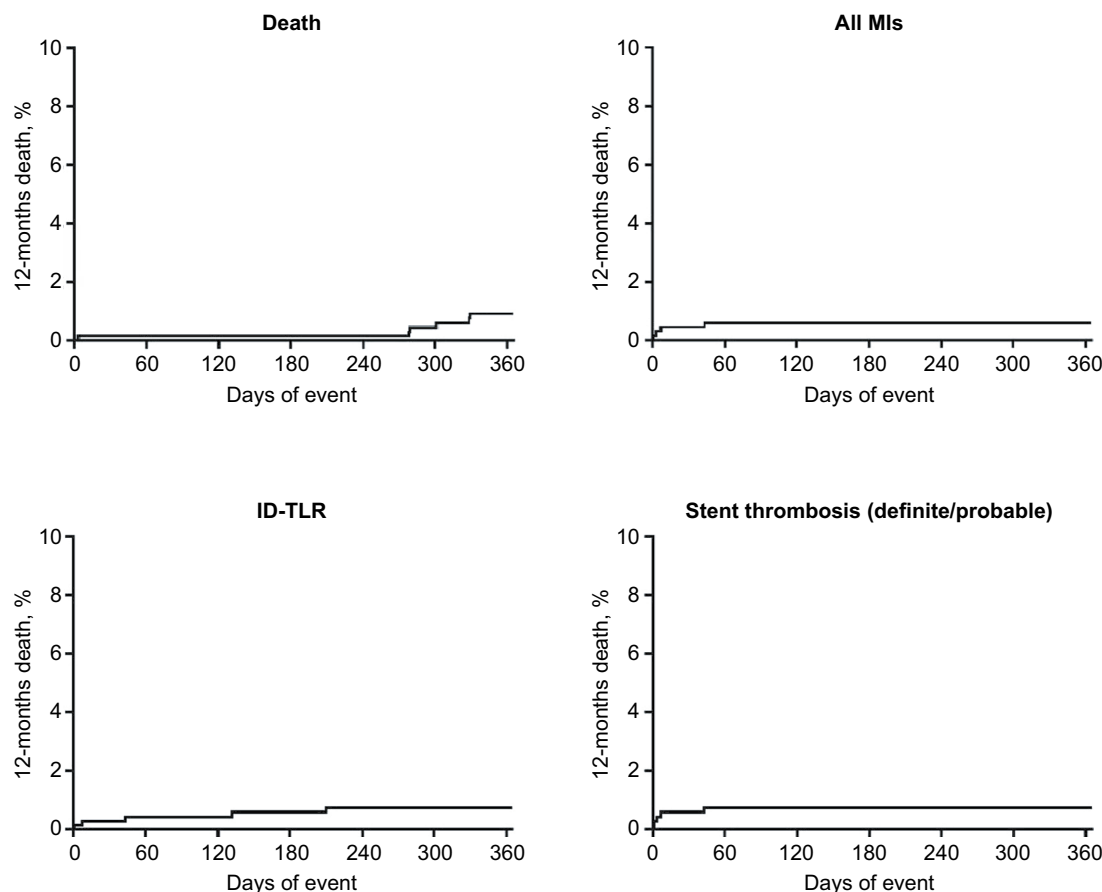 Death
12-months death, %
10
8
6
4
2
0
0 60 120 180 240 300 360
Days of event
All MIs
12-months death, %
10
8
6
4
2
0
0 60 120 180 240 300 360
Days of event
ID-TLR
12-months death, %
10
8
6
4
2
0
0 60 120 180 240 300 360
Days of event
Stent thrombosis (definite/probable)
12-months death, %
10
8
6
4
2
0
0 60 120 180 240 300 360
Days of event